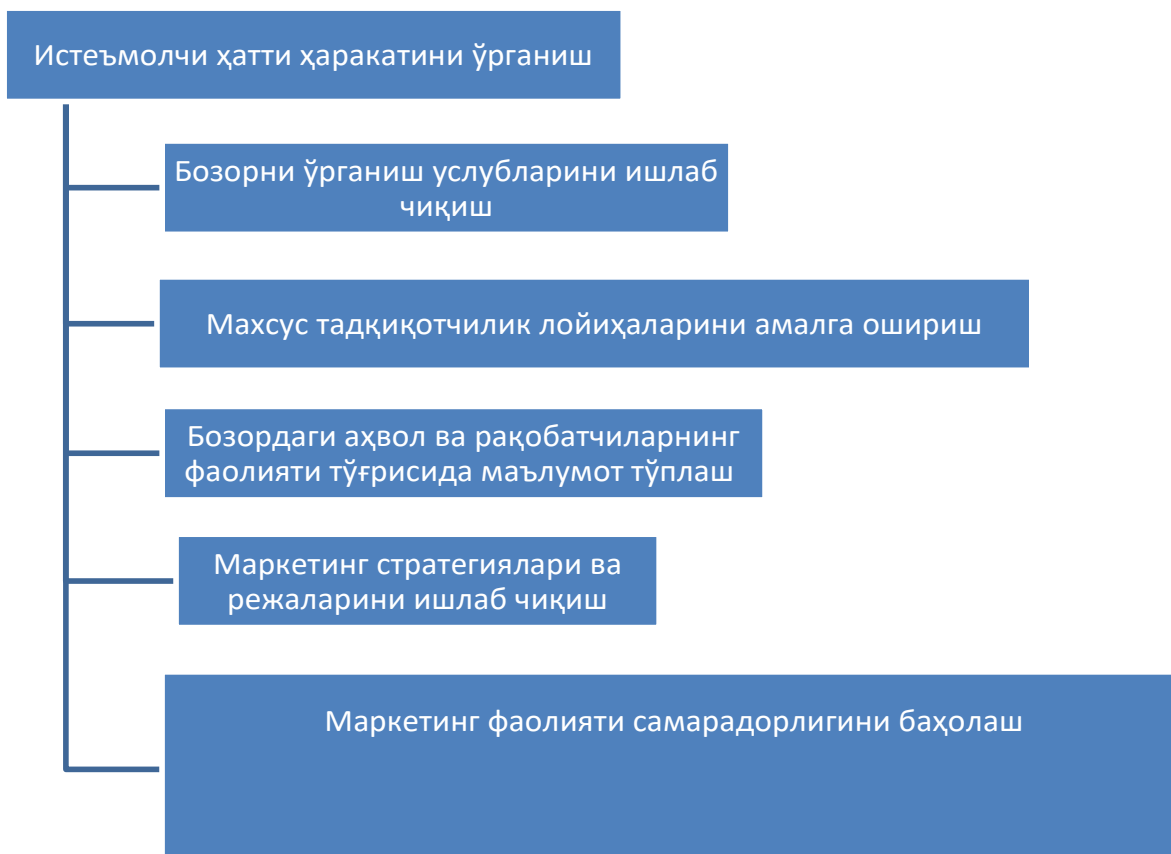 Истеъмолчи ҳатти ҳаракатини ўрганиш
Бозорни ўрганиш услубларини ишлаб
чиқиш
Махсус тадқиқотчилик лойиҳаларини амалга ошириш
Бозордаги аҳвол ва рақобатчиларнинг
фаолияти тўғрисида маълумот тўплаш
Маркетинг стратегиялари ва
режаларини ишлаб чиқиш
Маркетинг фаолияти самарадорлигини баҳолаш